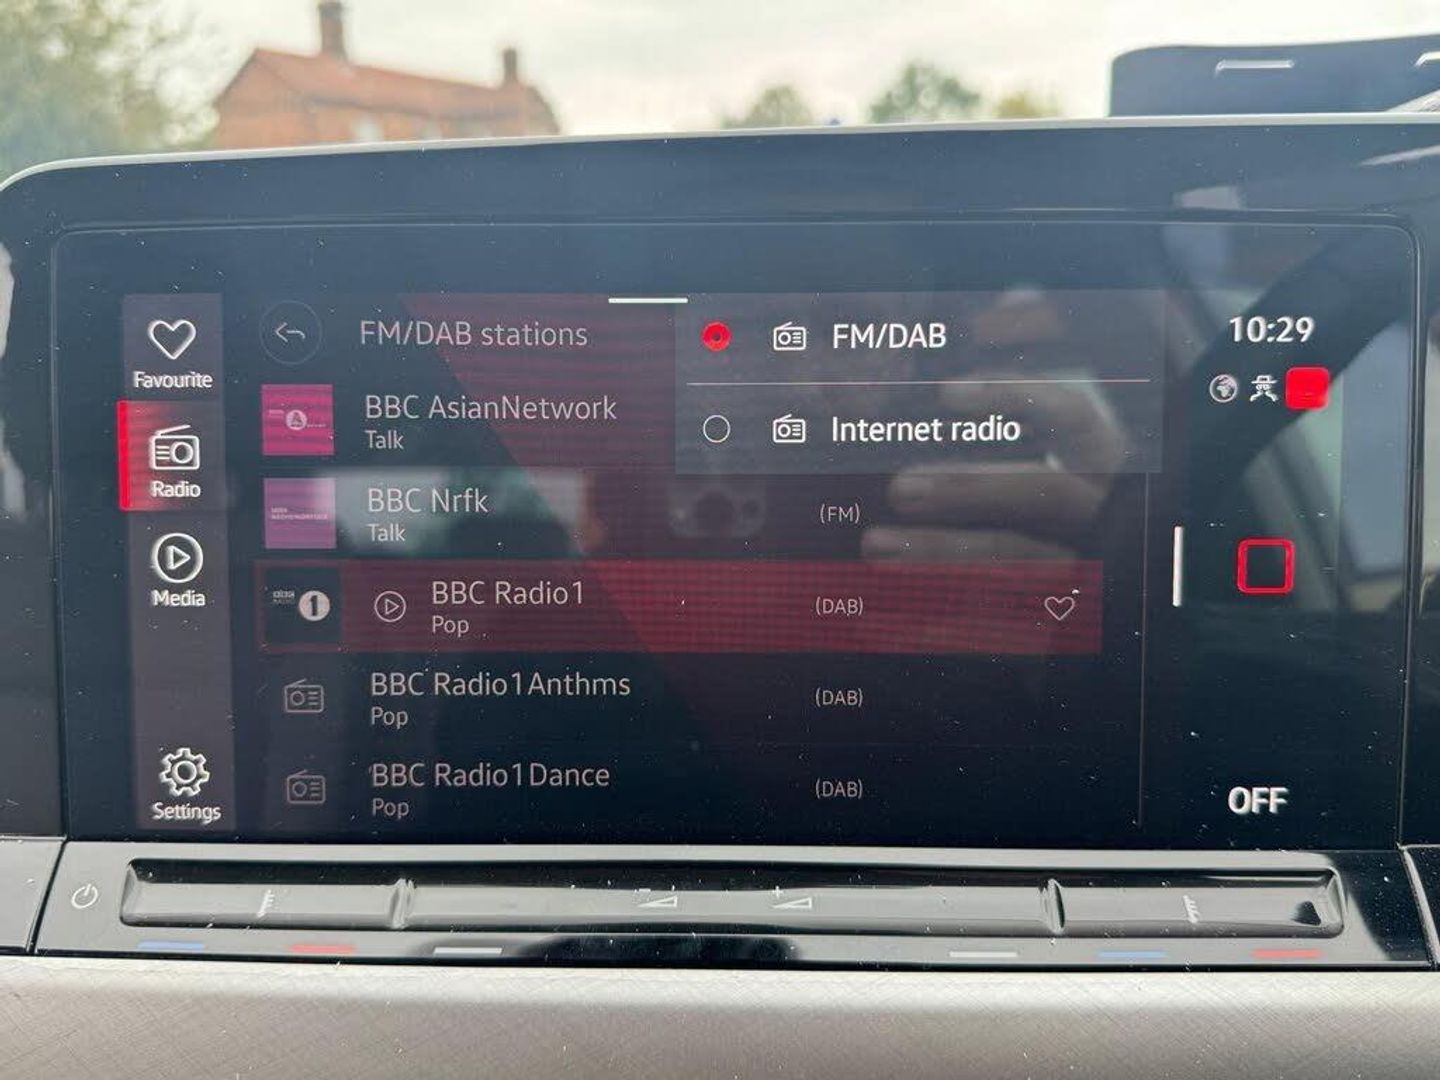 Favourite
Radio
Media
Settings
FM/DAB stations
BBC AsianNetwork
Talk
BBC Nrfk
Talk
(FM)
1
BBC Radio1
Pop
(DAB)
BBC Radio1Anthms
Pop
(DAB)
BBC Radio1Dance
Pop
(DAB)
FM/DAB
Internet radio
10:29
OFF